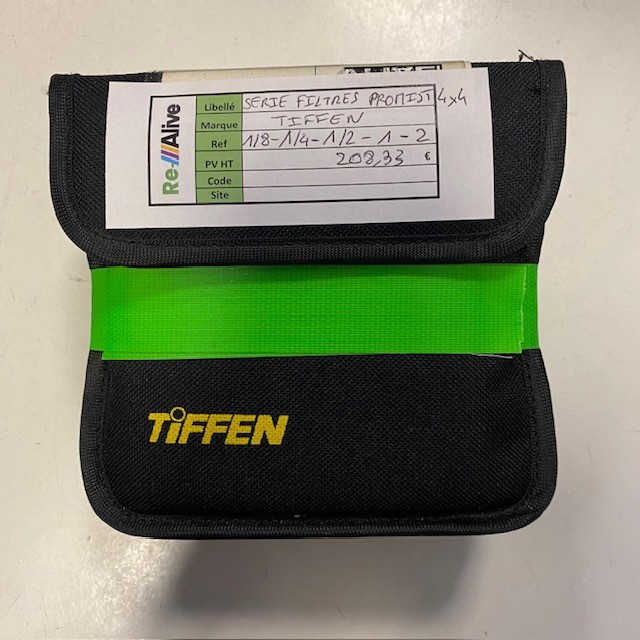 Re-///Alive
Libellé SERIE FILTRES PROMIST 4x4
Marque TIFFEN
Ref 1/8-1/4-1/2-1-2
PV HT 208,33 €
Code
Site
TIFFEN